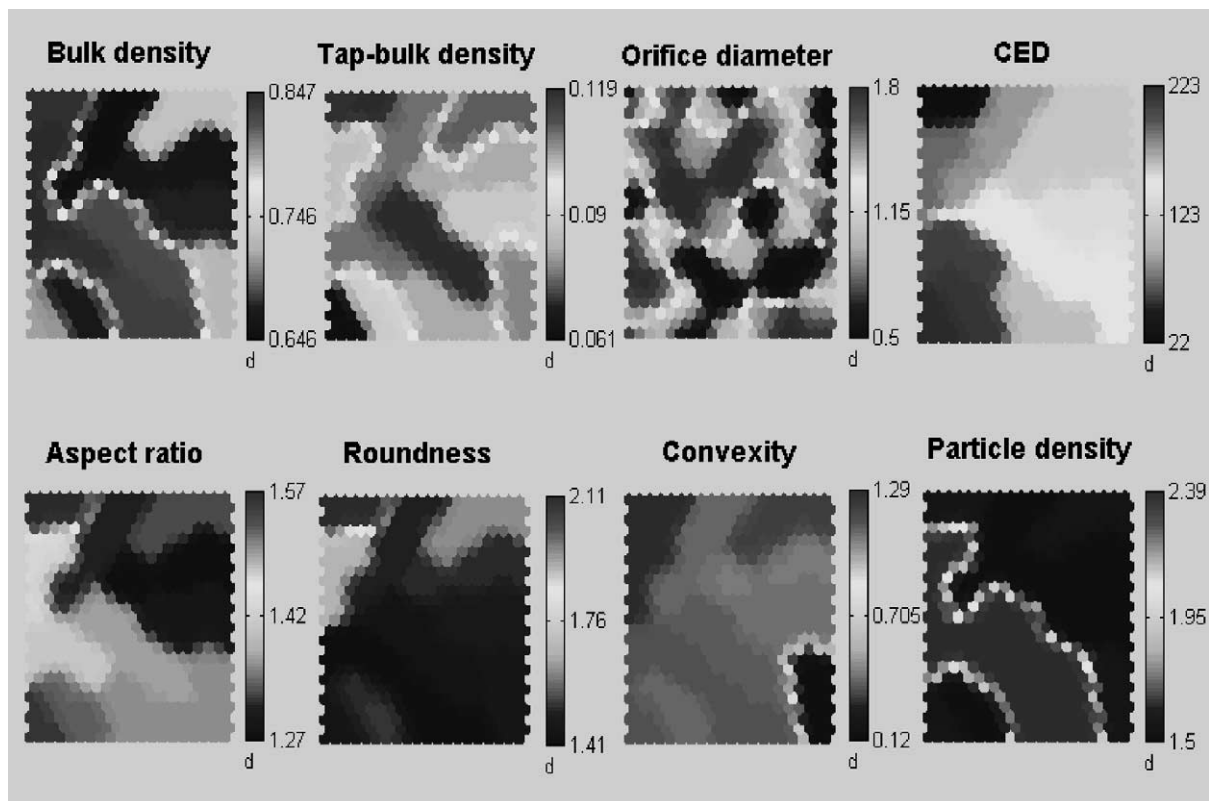 Bulk density
Tap-bulk density
Orifice diameter
CED
0.847
0.746
0.646
d
0.119
0.09
0.061
d
1.8
1.15
0.5
d
223
123
22
d
Aspect ratio
Roundness
Convexity
Particle density
1.57
1.42
1.27
d
2.11
1.76
1.41
d
1.29
0.705
0.12
d
2.39
1.95
1.5
d